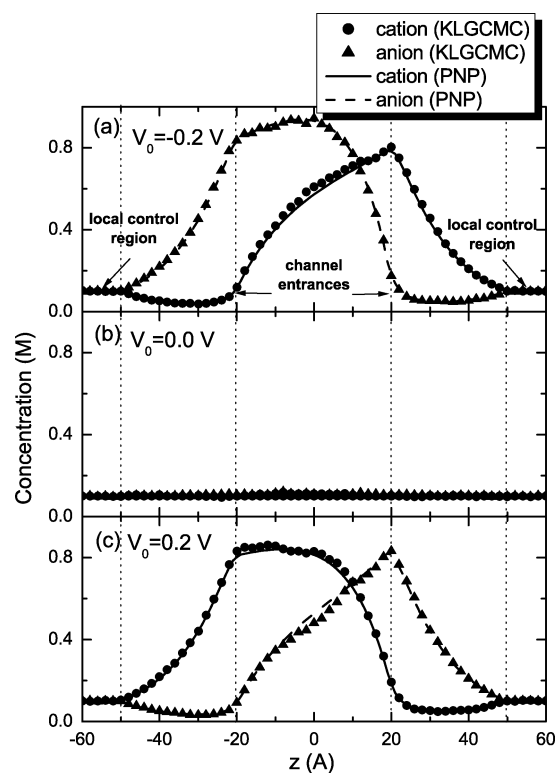 cation (KLGCMC)
anion (KLGCMC)
cation (PNP)
anion (PNP)
(a)
V0=-0.2 V
0.8
0.4
0.0
local control
region
channel
entrances
local control
region
(b)
V0=0.0 V
0.8
0.4
0.0
Concentration (M)
(c)
V0=0.2 V
0.8
0.4
0.0
-60 -40 -20 0 20 40 60
z (A)